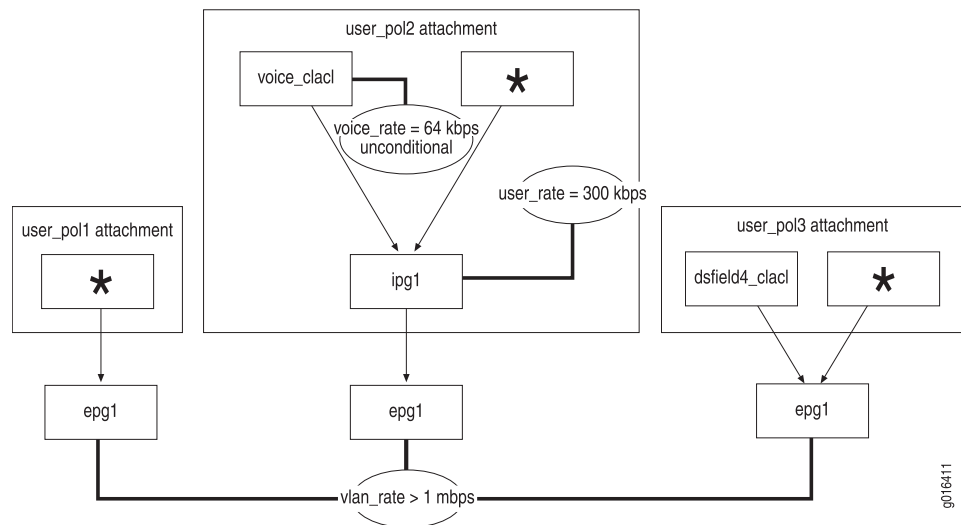 user_pol2 attachment
voice_clacl
*
voice_rate = 64 kbps
unconditional
user_rate = 300 kbps
user_pol1 attachment
*
ipg1
user_pol3 attachment
dsfield4_clacl
*
epg1
epg1
epg1
vlan_rate > 1 mbps
g016411